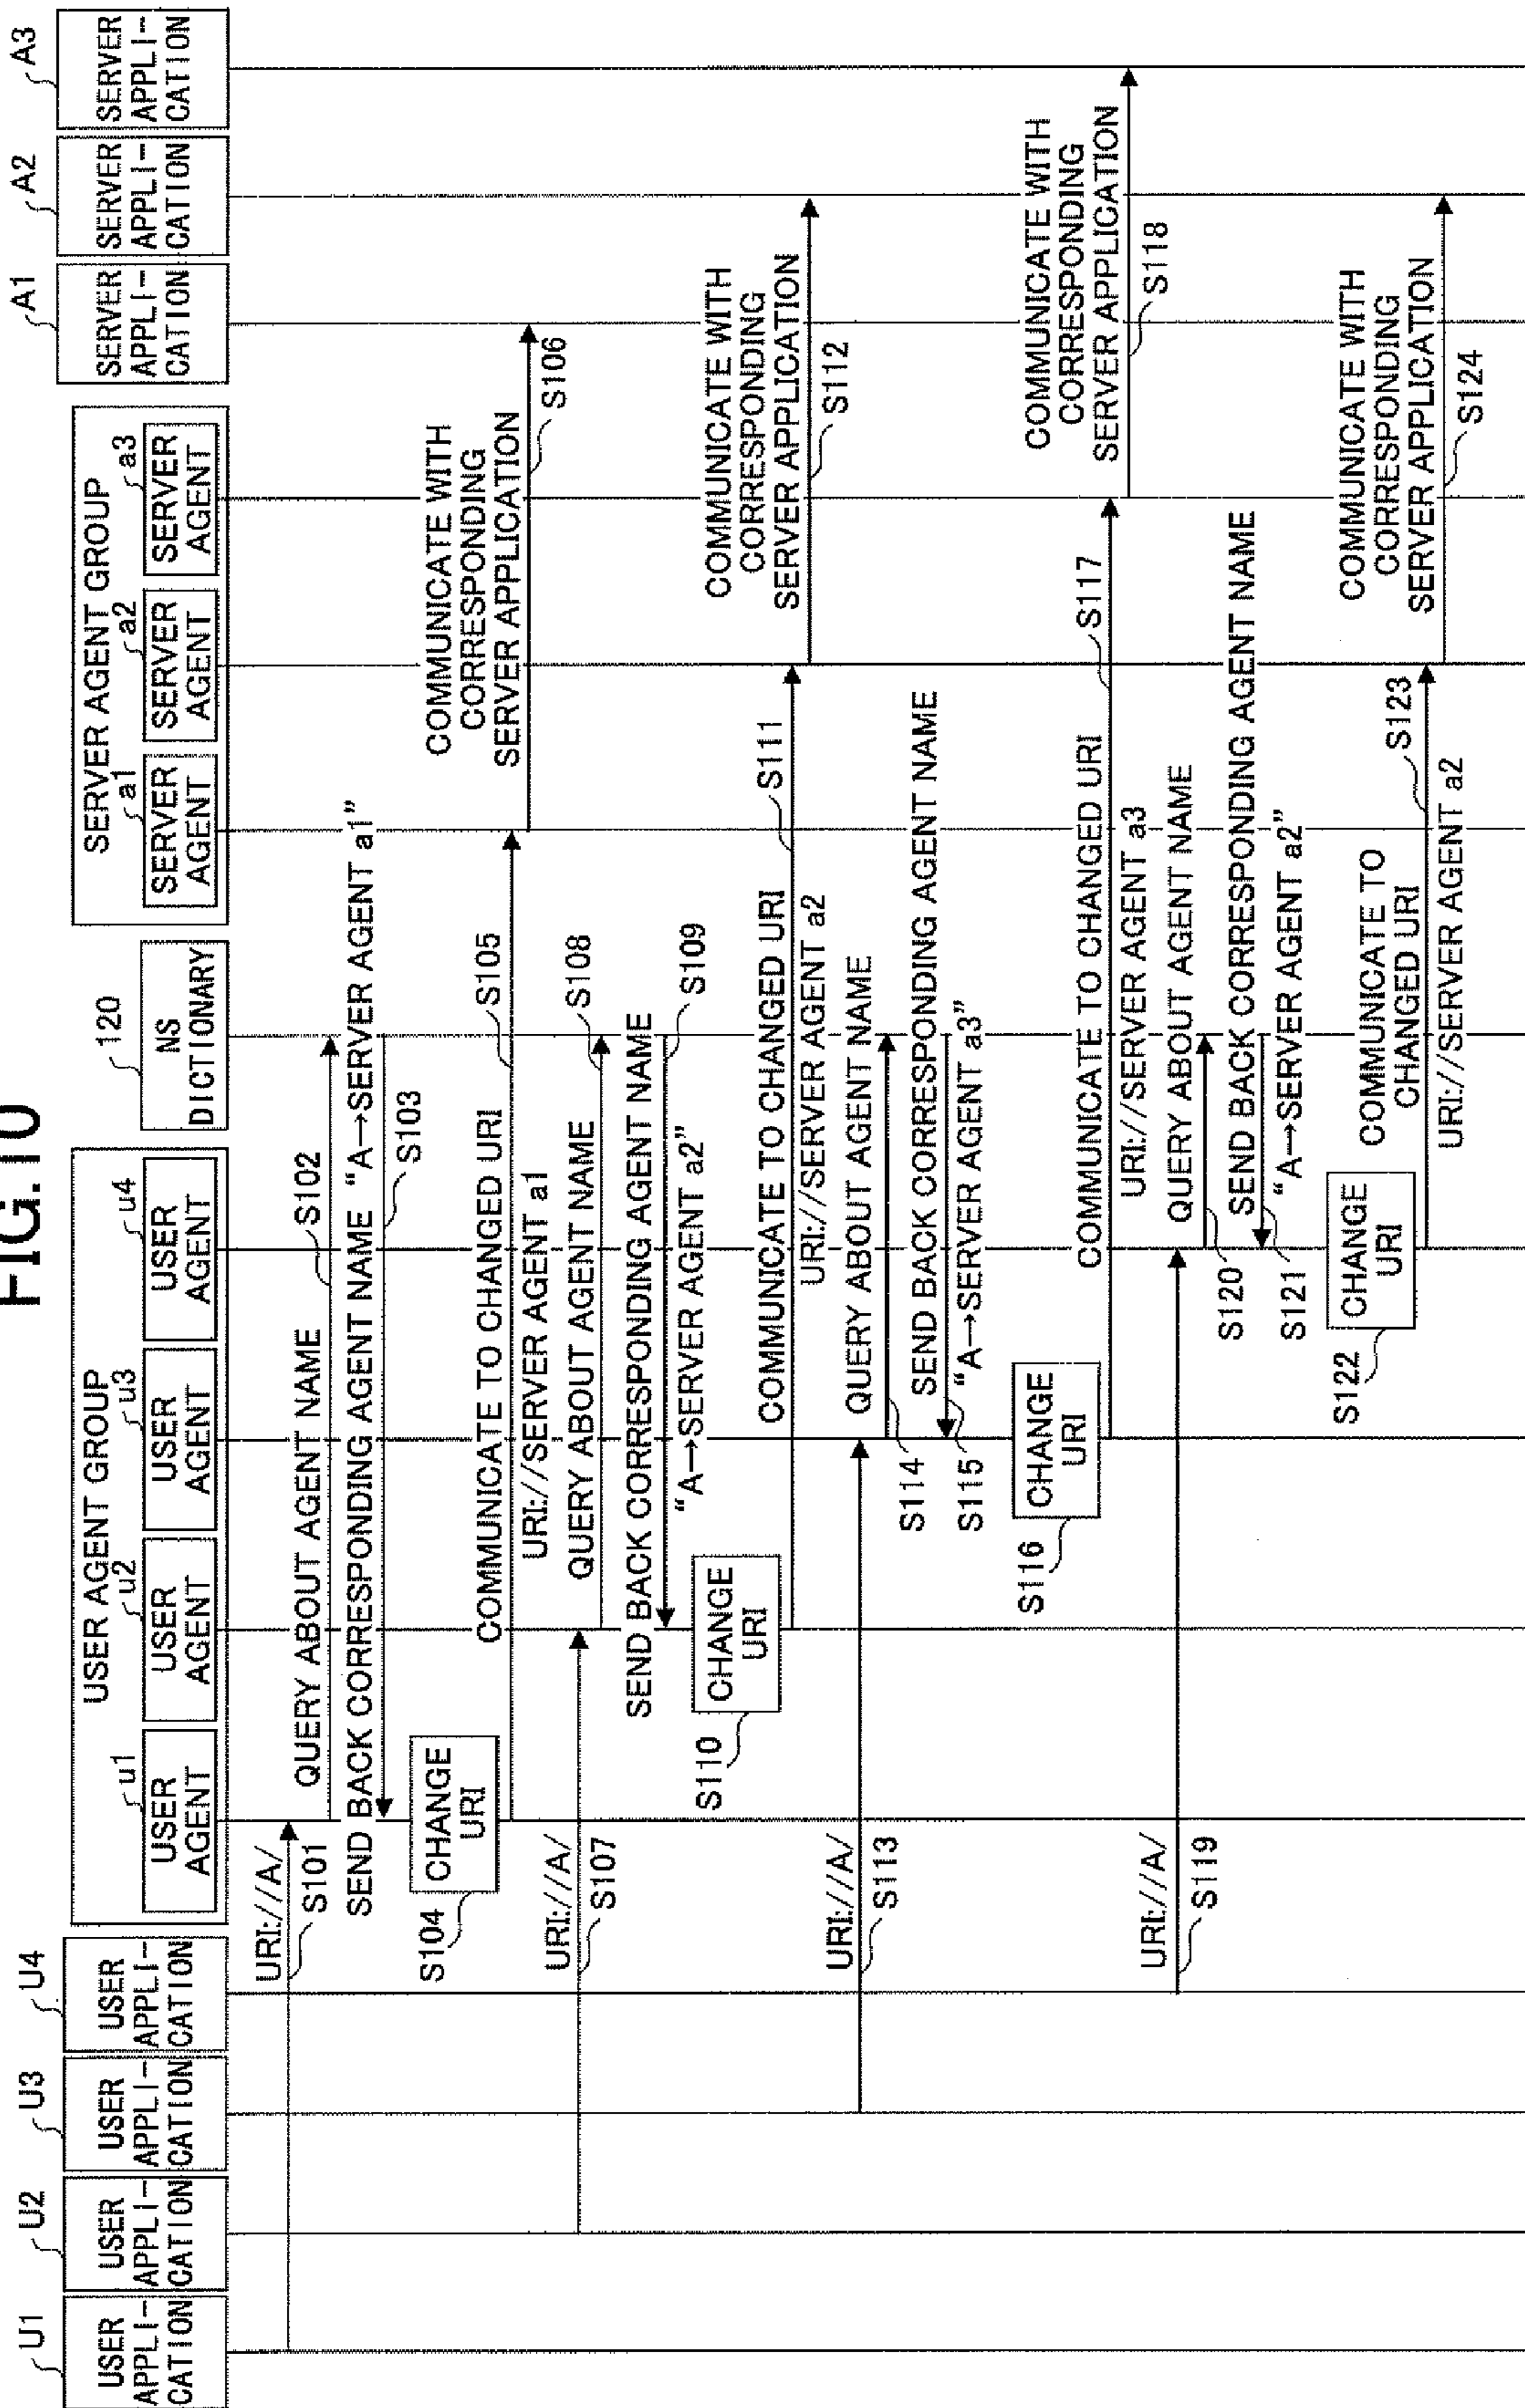 FIG.10
U1
U2
U3
U4
USER
APPLI-
CATION
USER
APPLI-
CATION
USER
APPLI-
CATION
USER
APPLI-
CATION
USER AGENT GROUP
u1
u2
u3
u4
USER
AGENT
USER
AGENT
USER
AGENT
USER
AGENT
120
NS
DICTIONARY
SERVER AGENT GROUP
a1
a2
a3
SERVER
AGENT
SERVER
AGENT
SERVER
AGENT
A1
A2
A3
SERVER
APPLI-
CATION
SERVER
APPLI-
CATION
SERVER
APPLI-
CATION
URI://A/
S101
QUERY ABOUT AGENT NAME
S102
SEND BACK CORRESPONDING AGENT NAME "A→SERVER AGENT a1"
S103
CHANGE
URI
S104
COMMUNICATE TO CHANGED URI
S105
URI://SERVER AGENT a1
COMMUNICATE WITH
CORRESPONDING
SERVER APPLICATION
S106
URI://A/
S107
QUERY ABOUT AGENT NAME
S108
SEND BACK CORRESPONDING AGENT NAME
S109
"A→SERVER AGENT a2"
CHANGE
URI
S110
COMMUNICATE TO CHANGED URI
S111
URI://SERVER AGENT a2
COMMUNICATE WITH
CORRESPONDING
SERVER APPLICATION
S112
URI://A/
S113
QUERY ABOUT AGENT NAME
S114
SEND BACK CORRESPONDING AGENT NAME
"A→SERVER AGENT a3"
S115
CHANGE
URI
S116
COMMUNICATE TO CHANGED URI
S117
URI://SERVER AGENT a3
COMMUNICATE WITH
CORRESPONDING
SERVER APPLICATION
S118
URI://A/
S119
QUERY ABOUT AGENT NAME
S120
SEND BACK CORRESPONDING AGENT NAME
"A→SERVER AGENT a2"
S121
CHANGE
URI
S122
COMMUNICATE TO
CHANGED URI
S123
URI://SERVER AGENT a2
COMMUNICATE WITH
CORRESPONDING
SERVER APPLICATION
S124